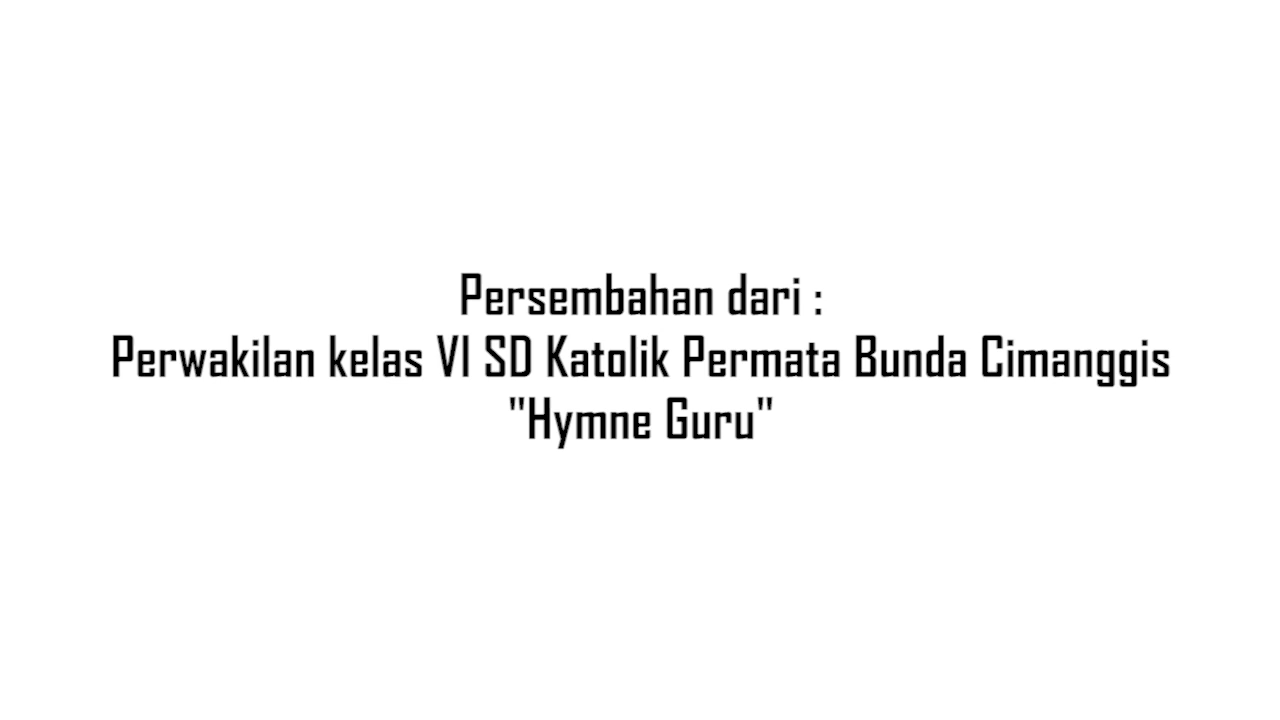 Persembahan dari :
Perwakilan kelas VI SD Katolik Permata Bunda Cimanggis
"Hymne Guru"